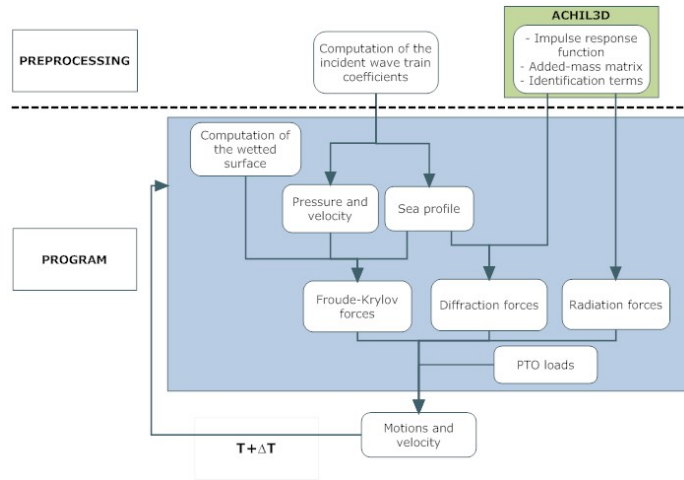 ACHIL3D
PREPROCESSING
Computation of the
incident wave train
coefficients
- Impulse response
function
- Added-mass matrix
- Identification terms
Computation of
the wetted
surface
Pressure and
velocity
Sea profile
PROGRAM
Froude-Krylov
forces
Diffraction forces
Radiation forces
PTO loads
Motions and
velocity
T+ΔT